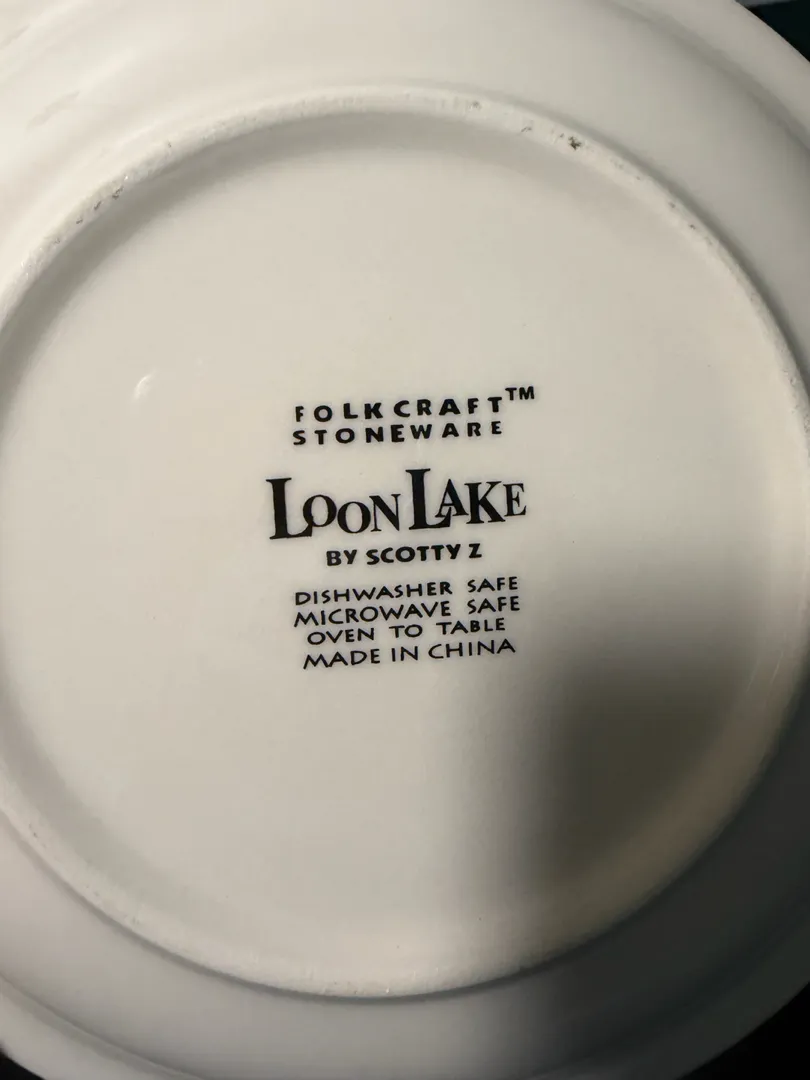 FOLKCRAFT™
STONEWARE
LOON LAKE
BY SCOTTY Z
DISHWASHER SAFE
MICROWAVE SAFE
OVEN TO TABLE
MADE IN CHINA